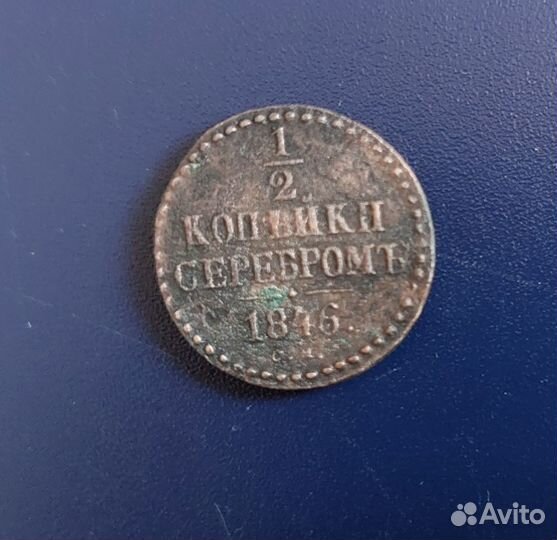 1
2
КОПѢЙКИ
СЕРЕБРОМЪ
1846.
С. М.
Avito